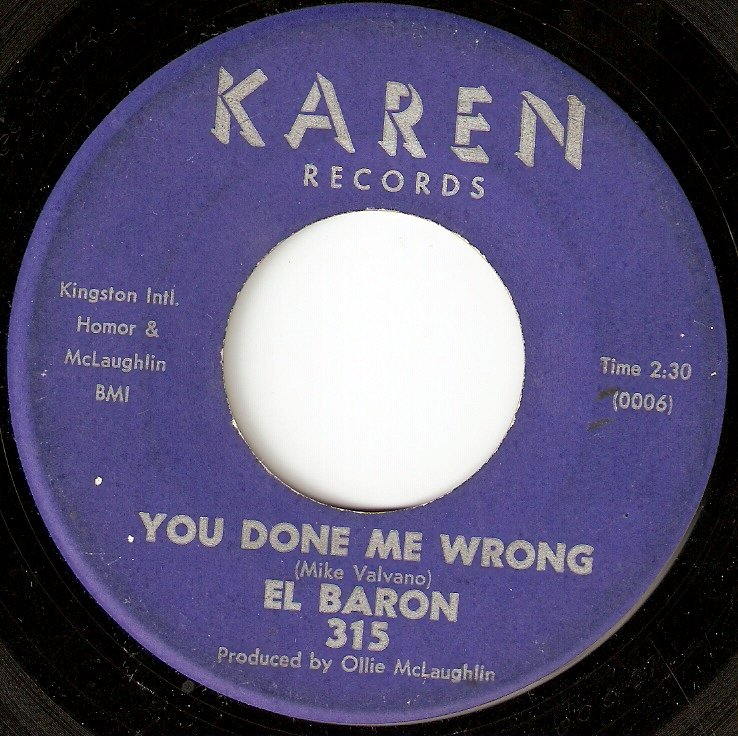 KAREN
RECORDS
Kingston Intl.
Homor &
McLaughlin
BMI
Time 2:30
(0006)
YOU DONE ME WRONG
(Mike Valvano)
EL BARON
315
Produced by Ollie McLaughlin